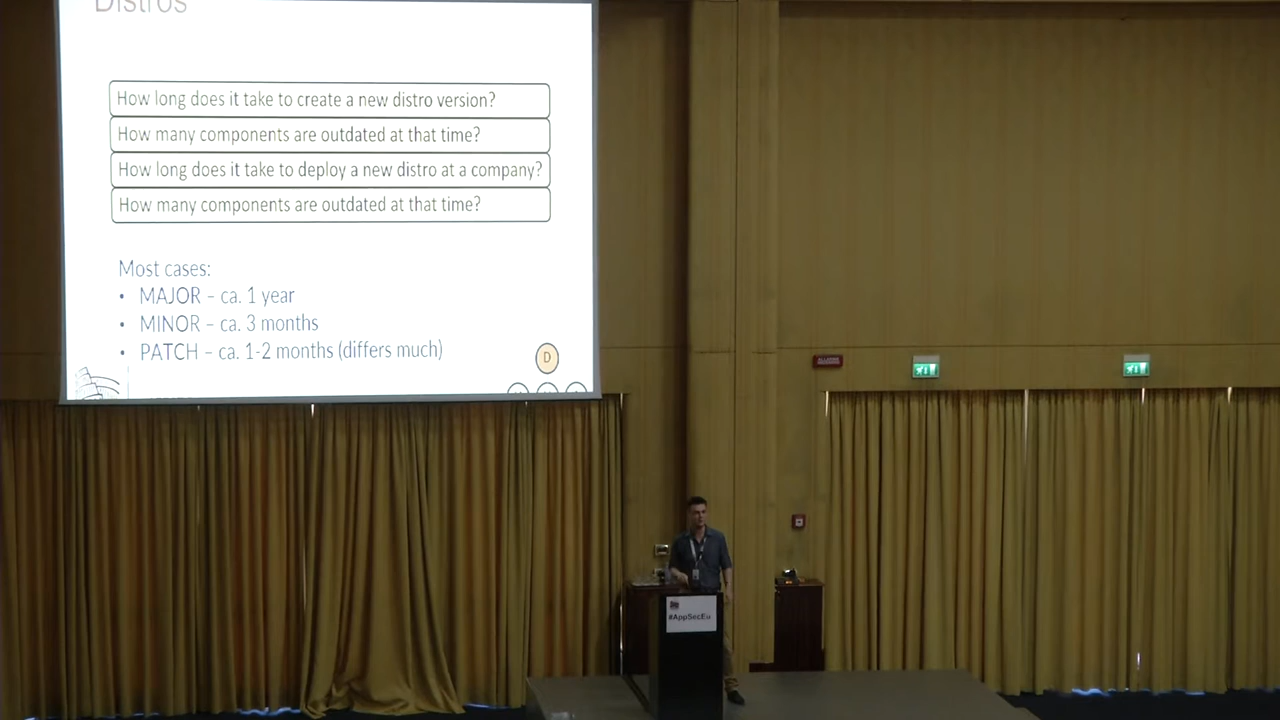 Distros
How long does it take to create a new distro version?
How many components are outdated at that time?
How long does it take to deploy a new distro at a company?
How many components are outdated at that time?
Most cases:
• MAJOR – ca. 1 year
• MINOR – ca. 3 months
• PATCH – ca. 1-2 months (differs much)
D
#AppSecEu